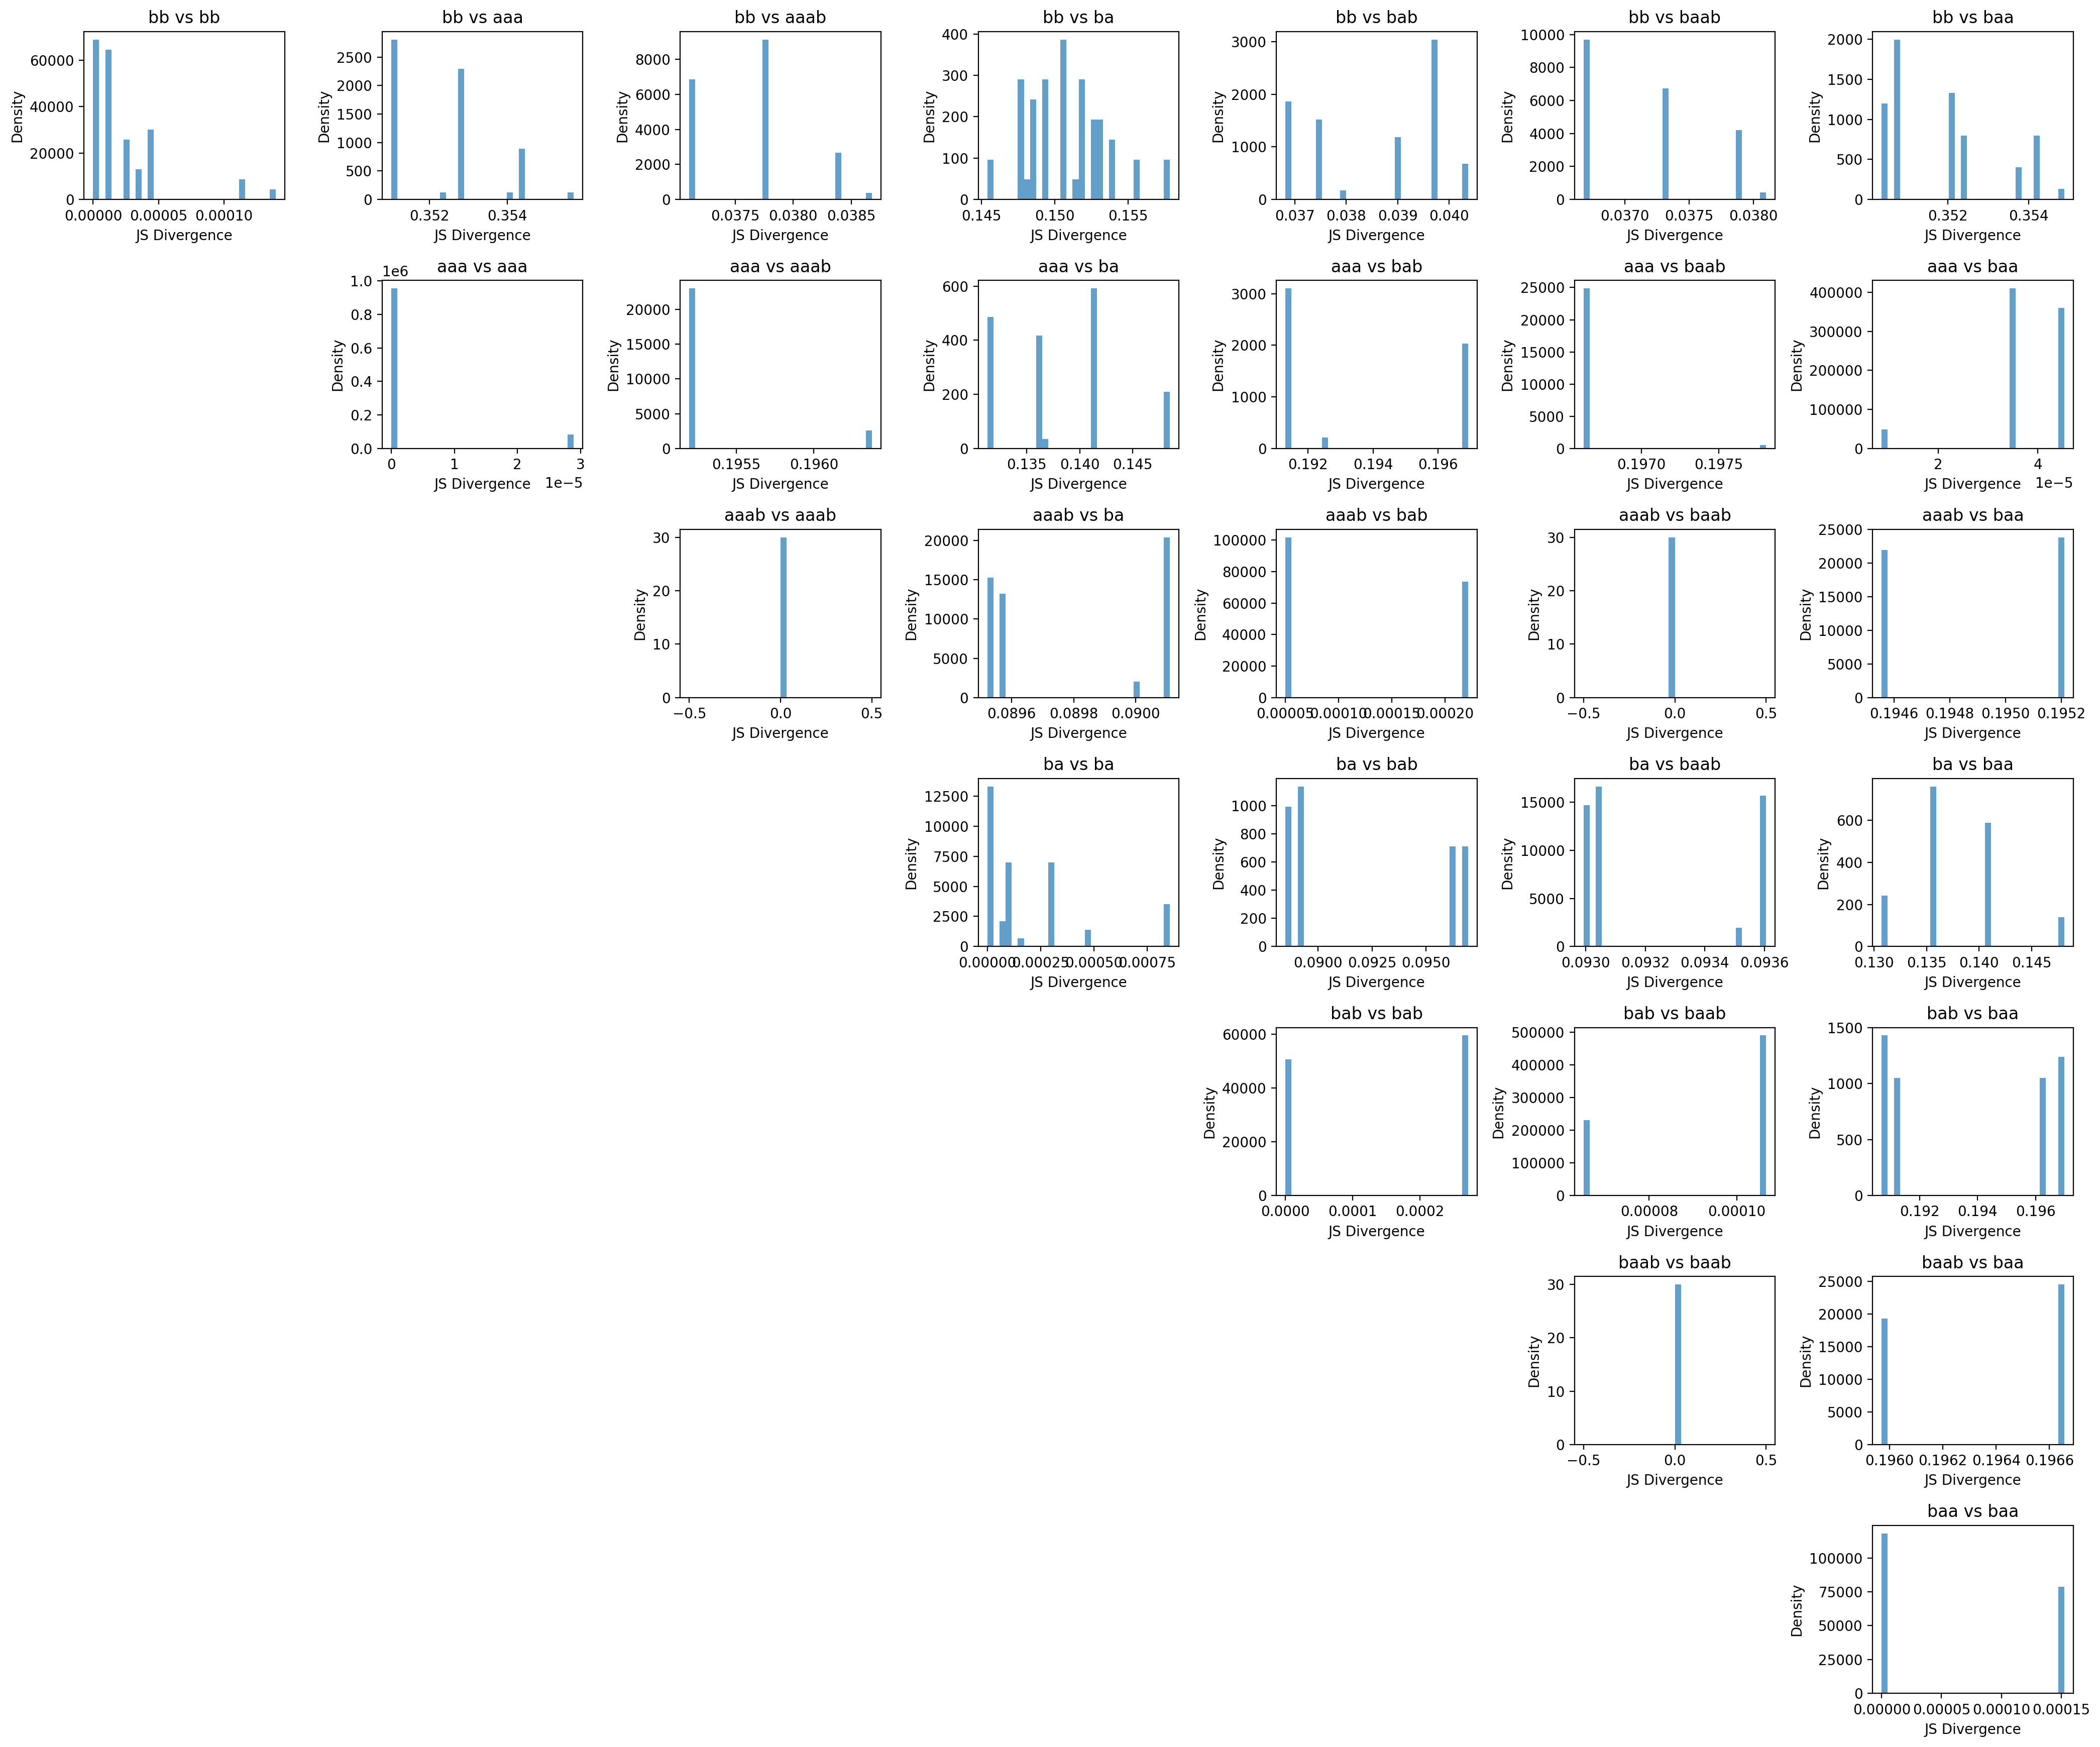 bb vs bb
Density
60000
40000
20000
0
0.00000 0.00005 0.00010
JS Divergence
bb vs aaa
Density
2500
2000
1500
1000
500
0
0.352 0.354
JS Divergence
bb vs aaab
Density
8000
6000
4000
2000
0
0.0375 0.0380 0.0385
JS Divergence
bb vs ba
Density
400
300
200
100
0
0.145 0.150 0.155
JS Divergence
bb vs bab
Density
3000
2000
1000
0
0.037 0.038 0.039 0.040
JS Divergence
bb vs baab
Density
10000
8000
6000
4000
2000
0
0.0370 0.0375 0.0380
JS Divergence
bb vs baa
Density
2000
1500
1000
500
0
0.352 0.354
JS Divergence
aaa vs aaa
1e6
Density
1.0
0.8
0.6
0.4
0.2
0.0
0 1 2 3
JS Divergence 1e−5
aaa vs aaab
Density
20000
15000
10000
5000
0
0.1955 0.1960
JS Divergence
aaa vs ba
Density
600
400
200
0
0.135 0.140 0.145
JS Divergence
aaa vs bab
Density
3000
2000
1000
0
0.192 0.194 0.196
JS Divergence
aaa vs baab
Density
25000
20000
15000
10000
5000
0
0.1970 0.1975
JS Divergence
aaa vs baa
Density
400000
300000
200000
100000
0
2 4
JS Divergence 1e−5
aaab vs aaab
Density
30
20
10
0
−0.5 0.0 0.5
JS Divergence
aaab vs ba
Density
20000
15000
10000
5000
0
0.0896 0.0898 0.0900
JS Divergence
aaab vs bab
Density
100000
80000
60000
40000
20000
0
0.00005 0.00010 0.00015 0.00020
JS Divergence
aaab vs baab
Density
30
20
10
0
−0.5 0.0 0.5
JS Divergence
aaab vs baa
Density
25000
20000
15000
10000
5000
0
0.1946 0.1948 0.1950 0.1952
JS Divergence
ba vs ba
Density
12500
10000
7500
5000
2500
0
0.00000 0.00025 0.00050 0.00075
JS Divergence
ba vs bab
Density
1000
800
600
400
200
0
0.0900 0.0925 0.0950
JS Divergence
ba vs baab
Density
15000
10000
5000
0
0.0930 0.0932 0.0934 0.0936
JS Divergence
ba vs baa
Density
600
400
200
0
0.130 0.135 0.140 0.145
JS Divergence
bab vs bab
Density
60000
40000
20000
0
0.0000 0.0001 0.0002
JS Divergence
bab vs baab
Density
500000
400000
300000
200000
100000
0
0.00008 0.00010
JS Divergence
bab vs baa
Density
1500
1000
500
0
0.192 0.194 0.196
JS Divergence
baab vs baab
Density
30
20
10
0
−0.5 0.0 0.5
JS Divergence
baab vs baa
Density
25000
20000
15000
10000
5000
0
0.1960 0.1962 0.1964 0.1966
JS Divergence
baa vs baa
Density
100000
75000
50000
25000
0
0.00000 0.00005 0.00010 0.00015
JS Divergence